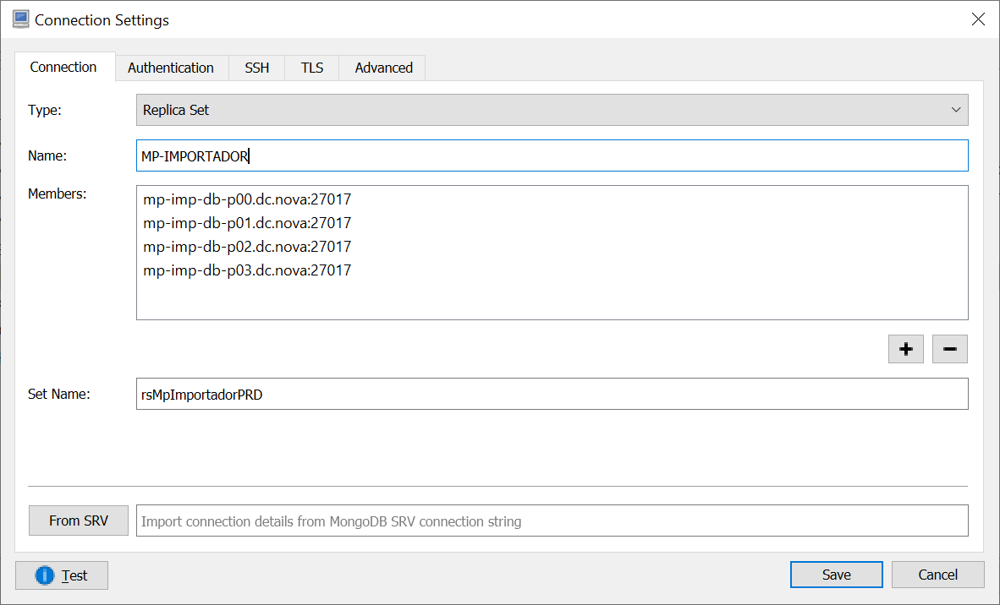 Connection Settings
Connection Authentication SSH TLS Advanced
Type: Replica Set
Name: MP-IMPORTADOR
Members:
mp-imp-db-p00.dc.nova:27017
mp-imp-db-p01.dc.nova:27017
mp-imp-db-p02.dc.nova:27017
mp-imp-db-p03.dc.nova:27017
Set Name: rsMpImportadorPRD
From SRV Import connection details from MongoDB SRV connection string
Test Save Cancel